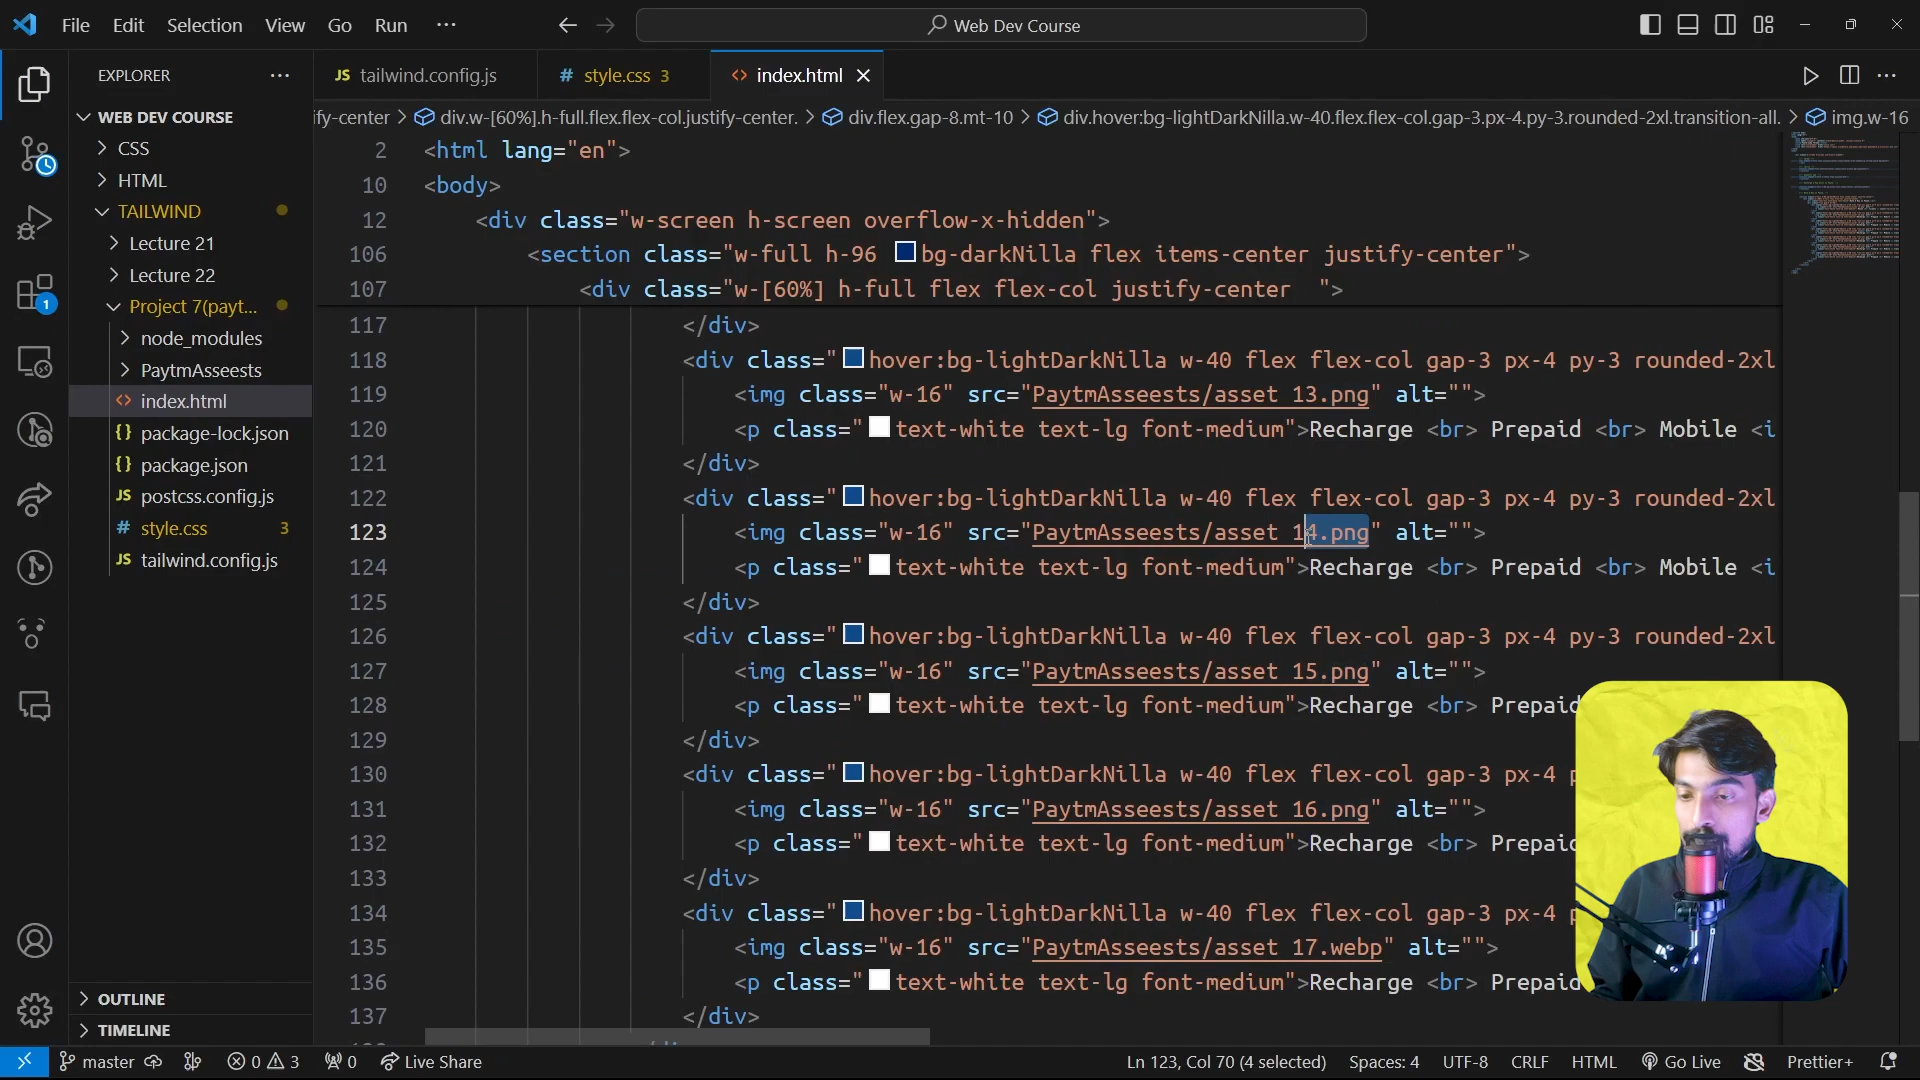 File Edit Selection View Go Run ··· Web Dev Course
EXPLORER ···
WEB DEV COURSE
CSS
HTML
TAILWIND
Lecture 21
Lecture 22
Project 7(payt...
node_modules
PaytmAsseests
index.html
package-lock.json
package.json
postcss.config.js
style.css 3
tailwind.config.js
OUTLINE
TIMELINE
JS tailwind.config.js # style.css 3 <> index.html
ify-center > div.w-[60%].h-full.flex.flex-col.justify-center. > div.flex.gap-8.mt-10 > div.hover:bg-lightDarkNilla.w-40.flex.flex-col.gap-3.px-4.py-3.rounded-2xl.transition-all. > img.w-16
2 <html lang="en">
10 <body>
12 <div class="w-screen h-screen overflow-x-hidden">
106 <section class="w-full h-96 bg-darkNilla flex items-center justify-center">
107 <div class="w-[60%] h-full flex flex-col justify-center ">
117 </div>
118 <div class="hover:bg-lightDarkNilla w-40 flex flex-col gap-3 px-4 py-3 rounded-2xl
119 <img class="w-16" src="PaytmAsseests/asset 13.png" alt="">
120 <p class="text-white text-lg font-medium">Recharge <br> Prepaid <br> Mobile <i
121 </div>
122 <div class="hover:bg-lightDarkNilla w-40 flex flex-col gap-3 px-4 py-3 rounded-2xl
123 <img class="w-16" src="PaytmAsseests/asset 14.png" alt="">
124 <p class="text-white text-lg font-medium">Recharge <br> Prepaid <br> Mobile <i
125 </div>
126 <div class="hover:bg-lightDarkNilla w-40 flex flex-col gap-3 px-4 py-3 rounded-2xl
127 <img class="w-16" src="PaytmAsseests/asset 15.png" alt="">
128 <p class="text-white text-lg font-medium">Recharge <br> Prepaid
129 </div>
130 <div class="hover:bg-lightDarkNilla w-40 flex flex-col gap-3 px-4 p
131 <img class="w-16" src="PaytmAsseests/asset 16.png" alt="">
132 <p class="text-white text-lg font-medium">Recharge <br> Prepaid
133 </div>
134 <div class="hover:bg-lightDarkNilla w-40 flex flex-col gap-3 px-4 p
135 <img class="w-16" src="PaytmAsseests/asset 17.webp" alt="">
136 <p class="text-white text-lg font-medium">Recharge <br> Prepaid
137 </div>
master 0 3 0 Live Share Ln 123, Col 70 (4 selected) Spaces: 4 UTF-8 CRLF HTML Go Live Prettier+